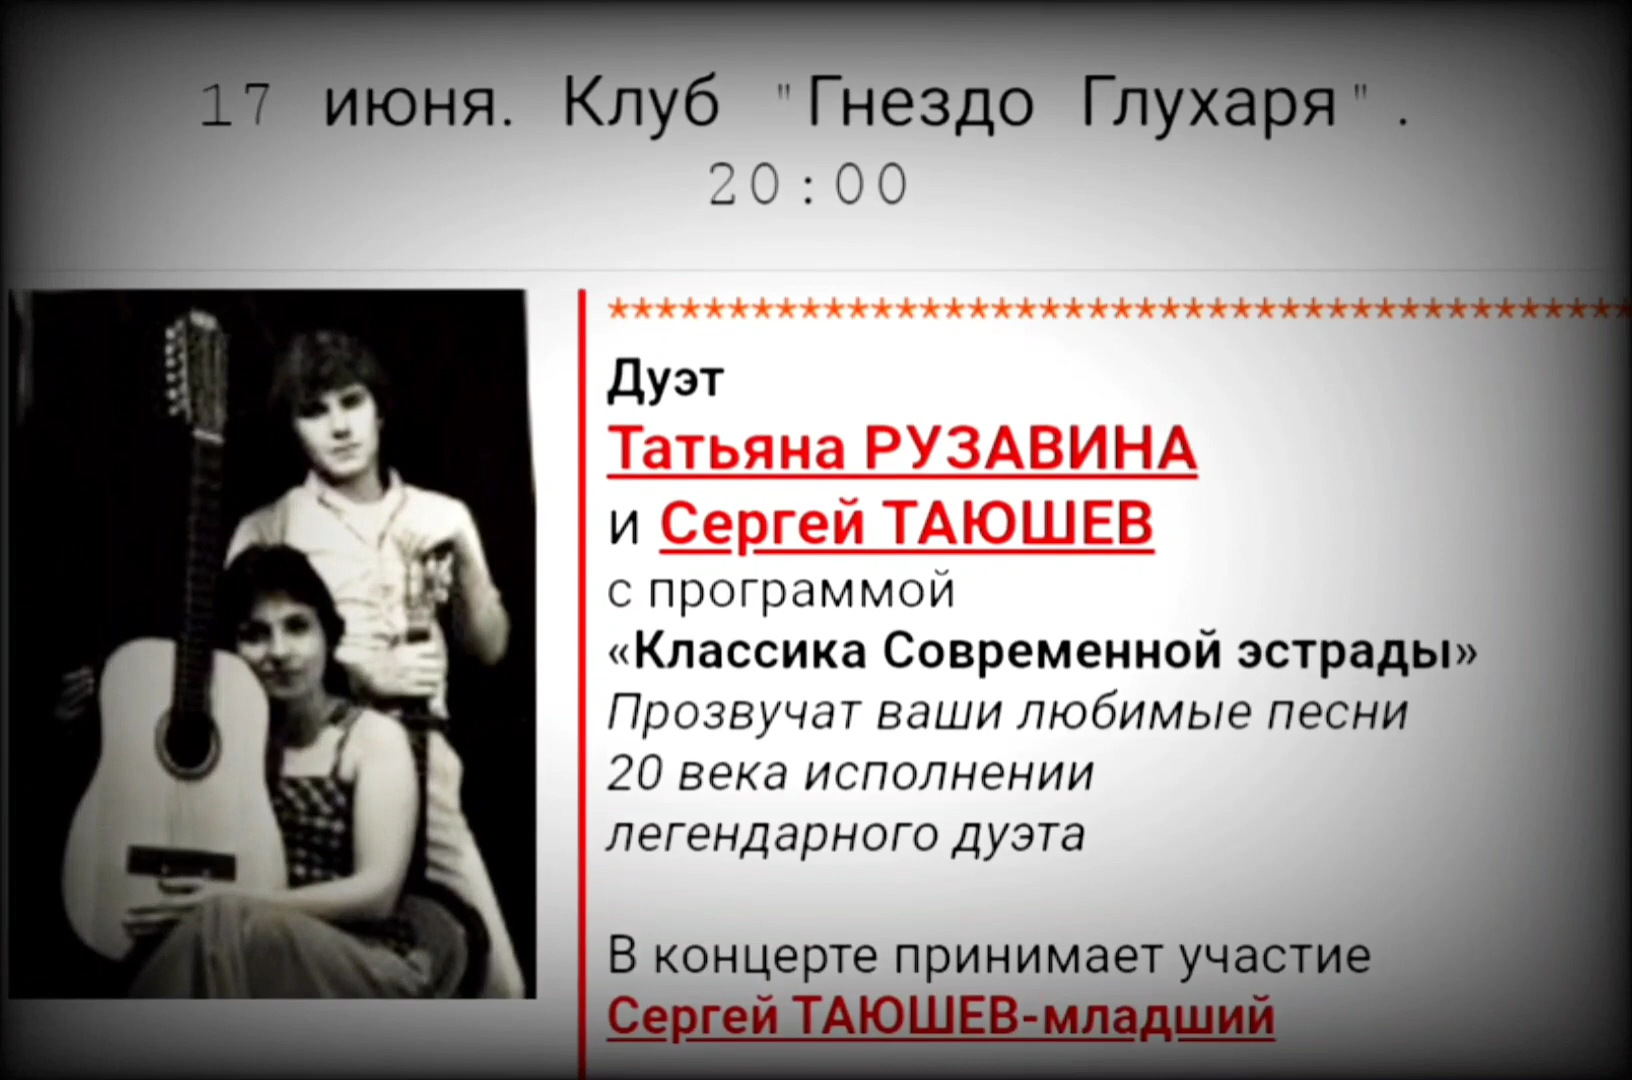 17 июня. Клуб "Гнездо Глухаря".
20:00
*******************************************
Дуэт
Татьяна РУЗАВИНА
и Сергей ТАЮШЕВ
с программой
«Классика Современной эстрады»
Прозвучат ваши любимые песни
20 века исполнении
легендарного дуэта
В концерте принимает участие
Сергей ТАЮШЕВ-младший